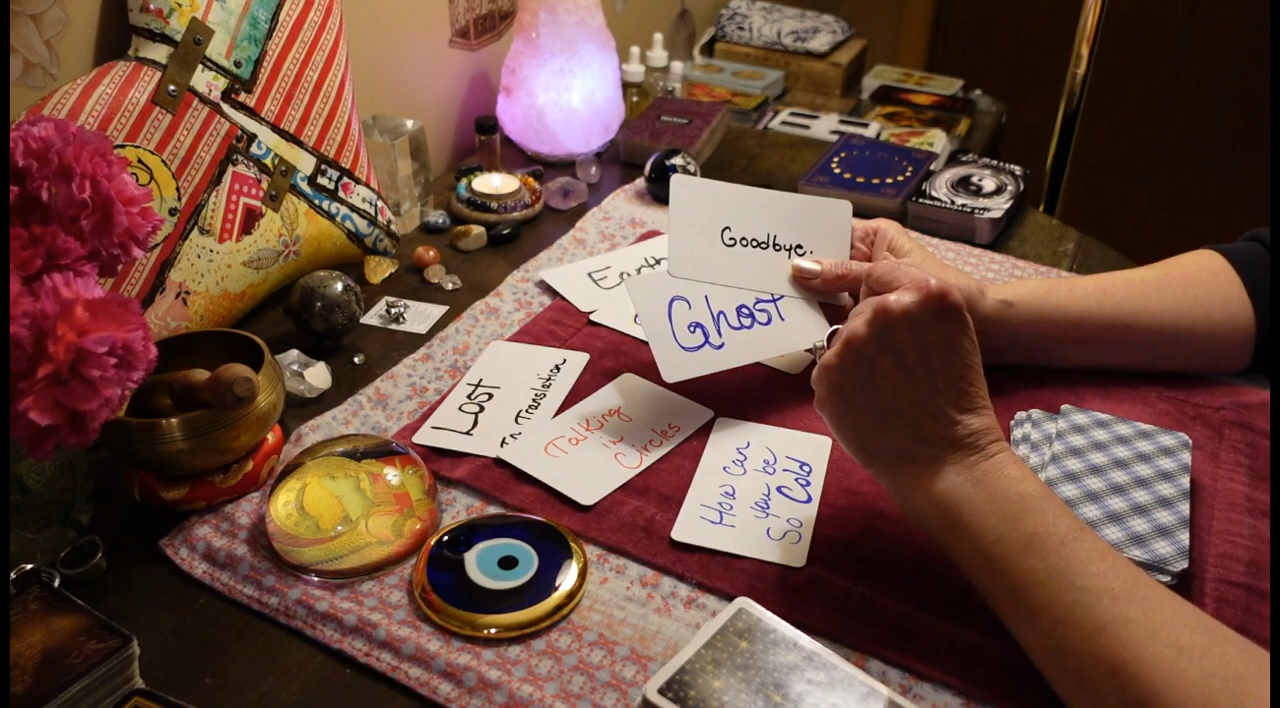 Goodbye.
Earth
Ghost
Lost
In Translation
Talking
in
Circles
How can
you be
So Cold